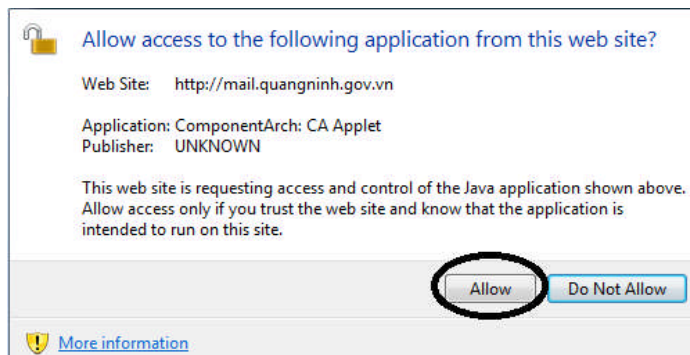 Allow access to the following application from this web site?
Web Site: http://mail.quangninh.gov.vn
Application: ComponentArch: CA Applet
Publisher: UNKNOWN
This web site is requesting access and control of the Java application shown above.
Allow access only if you trust the web site and know that the application is
intended to run on this site.
Allow Do Not Allow
More information